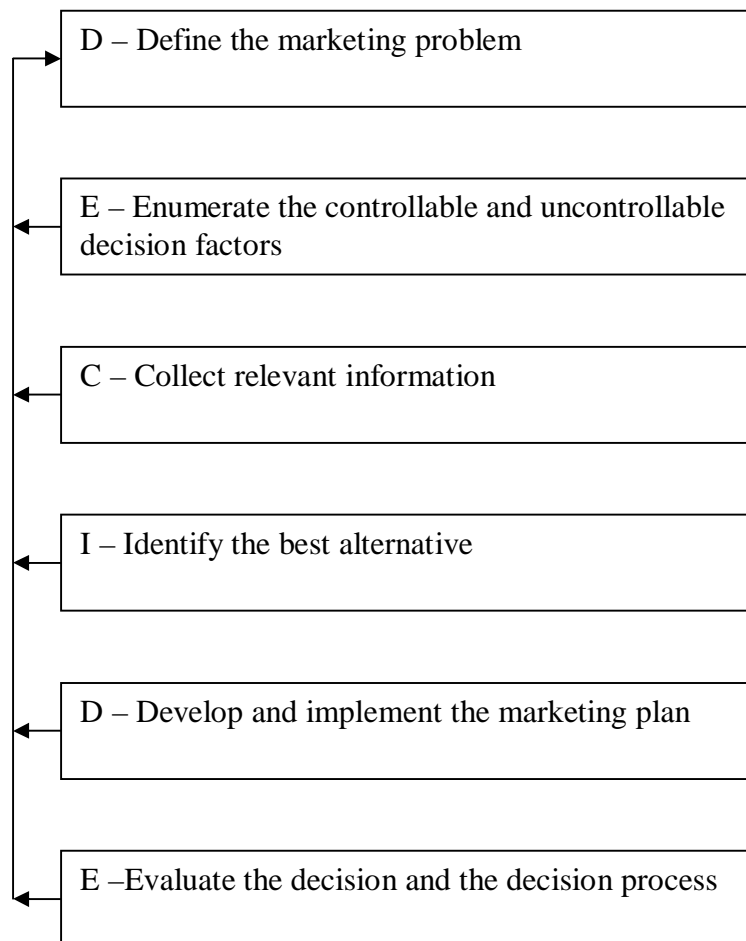 D – Define the marketing problem
E – Enumerate the controllable and uncontrollable
decision factors
C – Collect relevant information
I – Identify the best alternative
D – Develop and implement the marketing plan
E –Evaluate the decision and the decision process